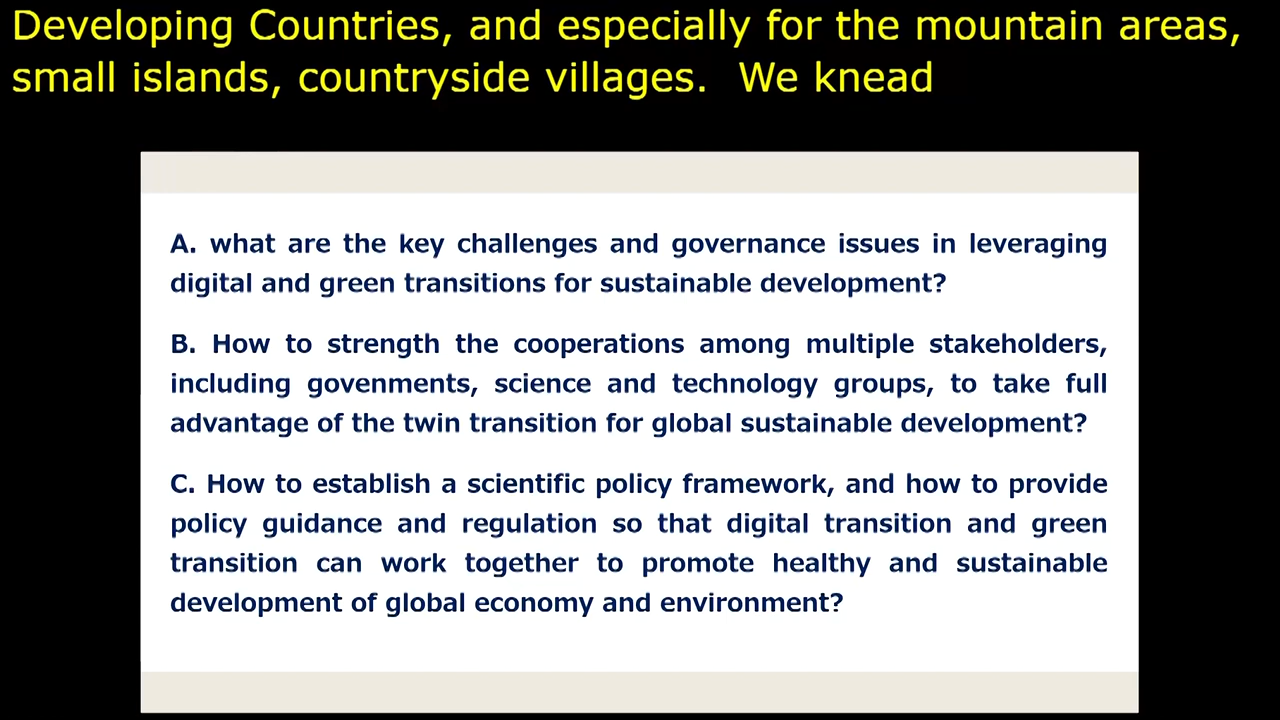 Developing Countries, and especially for the mountain areas,
small islands, countryside villages.  We knead
A. what are the key challenges and governance issues in leveraging
digital and green transitions for sustainable development?
B. How to strength the cooperations among multiple stakeholders,
including govenments, science and technology groups, to take full
advantage of the twin transition for global sustainable development?
C. How to establish a scientific policy framework, and how to provide
policy guidance and regulation so that digital transition and green
transition can work together to promote healthy and sustainable
development of global economy and environment?